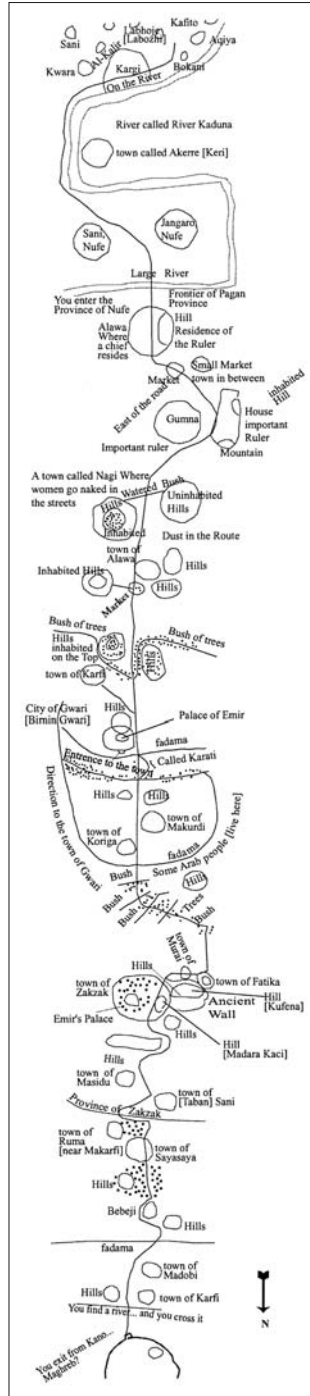 Kafito
Labhoje
[Labozhi]
Al-Kalir
Sani
Aqiya
Kwara
Kargi
Bokani
On the River
River called River Kaduna
town called Akerre [Keri]
Sani,
Nufe
Jangaro,
Nufe
Large River
You enter the
Province of Nufe
Frontier of Pagan
Province
Alawa
Where
a chief
resides
Hill
Residence of
the Ruler
Small Market
town in between
Market
East of the road
inhabited
Hill
House
important
Ruler
Gumna
Important ruler
Mountain
A town called Nagi Where
women go naked in
the streets
Watered Bush
Hills
Inhabited
Uninhabited
Hills
Dust in the Route
town of
Alawa
Hills
Inhabited Hills
Hills
Market
Bush of trees
Bush of trees
Hills
inhabited
on the Top
Hills
town of Karfi
City of Gwari
[Birnin Gwari]
Hills
Palace of Emir
fadama
Entrence to the town
Called Karati
Direction to the town of Gwari
Hills
Hills
town of
Makurdi
town of
Koriga
fadama
Some Arab people [live here]
Bush
Hills
Bush
Bush
Trees
Bush
town of
Murai
Hills
town of
Zakzak
town of Fatika
Ancient
Wall
Hill
[Kufena]
Emir's Palace
Hills
Hill
[Madara Kaci]
Hills
town of
Masidu
town of
[Taban] Sani
Province of Zakzak
town of
Ruma
[near Makarfi]
town of
Sayasaya
Hills
Bebeji
Hills
fadama
town of
Madobi
Hills
town of Karfi
You find a river... and you cross it
N
You exit from Kano...
Maghreb?